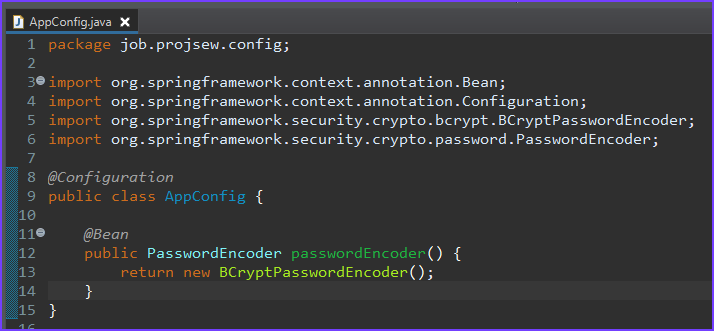 AppConfig.java
1 package job.projsew.config;
2
3 import org.springframework.context.annotation.Bean;
4 import org.springframework.context.annotation.Configuration;
5 import org.springframework.security.crypto.bcrypt.BCryptPasswordEncoder;
6 import org.springframework.security.crypto.password.PasswordEncoder;
7
8 @Configuration
9 public class AppConfig {
10
11     @Bean
12     public PasswordEncoder passwordEncoder() {
13         return new BCryptPasswordEncoder();
14     }
15 }
16